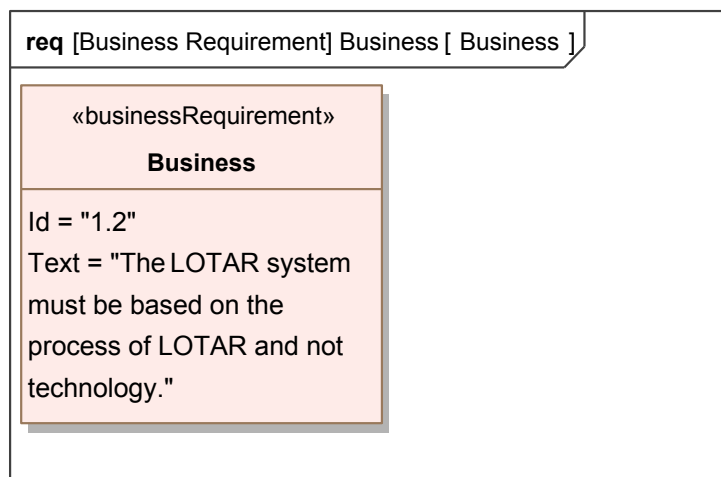 req [Business Requirement] Business [ Business ]
«businessRequirement»
Business
Id = "1.2"
Text = "The LOTAR system
must be based on the
process of LOTAR and not
technology."